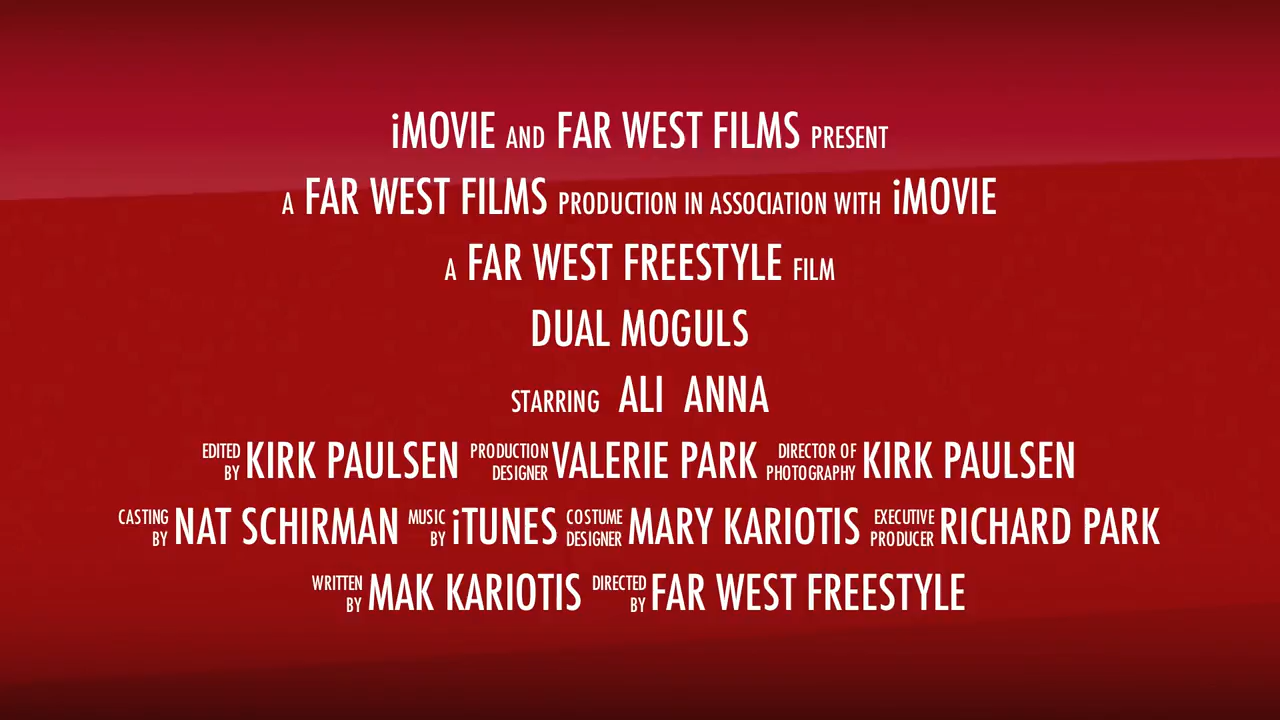 iMOVIE AND FAR WEST FILMS PRESENT
A FAR WEST FILMS PRODUCTION IN ASSOCIATION WITH iMOVIE
A FAR WEST FREESTYLE FILM
DUAL MOGULS
STARRING ALI ANNA
EDITED BY KIRK PAULSEN PRODUCTION DESIGNER VALERIE PARK DIRECTOR OF PHOTOGRAPHY KIRK PAULSEN
CASTING BY NAT SCHIRMAN MUSIC BY iTUNES COSTUME DESIGNER MARY KARIOTIS EXECUTIVE PRODUCER RICHARD PARK
WRITTEN BY MAK KARIOTIS DIRECTED BY FAR WEST FREESTYLE